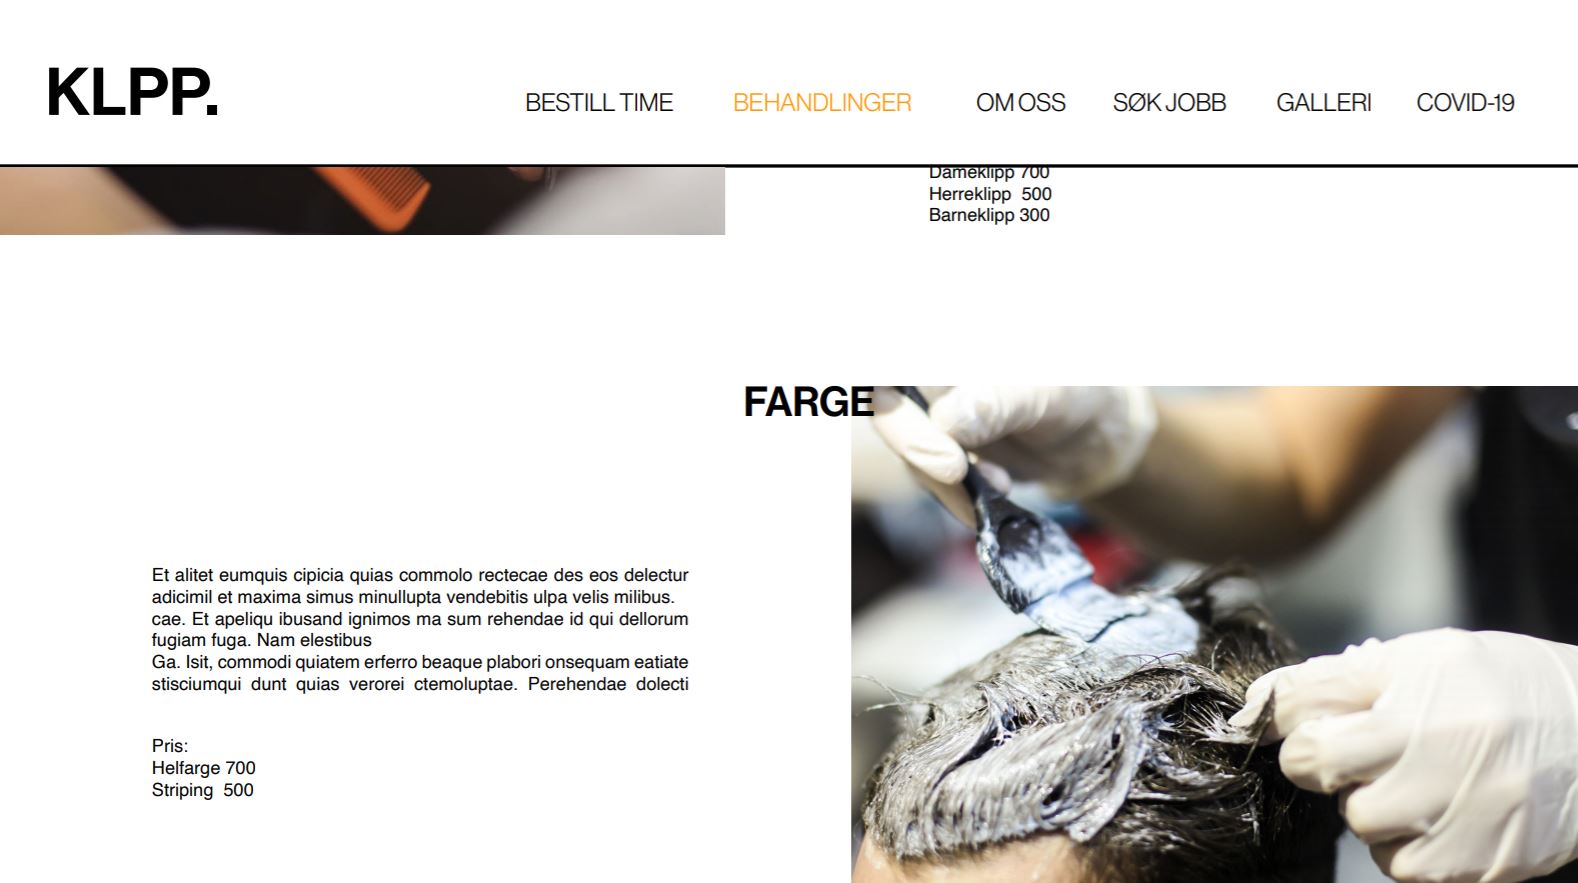 KLPP.
BESTILL TIME
BEHANDLINGER
OM OSS
SØK JOBB
GALLERI
COVID-19
Dameklipp 700
Herreklipp 500
Barneklipp 300
FARGE
Et alitet eumquis cipicia quias commolo rectecae des eos delectur
adicimil et maxima simus minullupta vendebitis ulpa velis milibus.
cae. Et apeliqu ibusand ignimos ma sum rehendae id qui dellorum
fugiam fuga. Nam elestibus
Ga. Isit, commodi quiatem erferro beaque plabori onsequam eatiate
stisciumqui dunt quias verorei ctemoluptae. Perehendae dolecti
Pris:
Helfarge 700
Striping 500